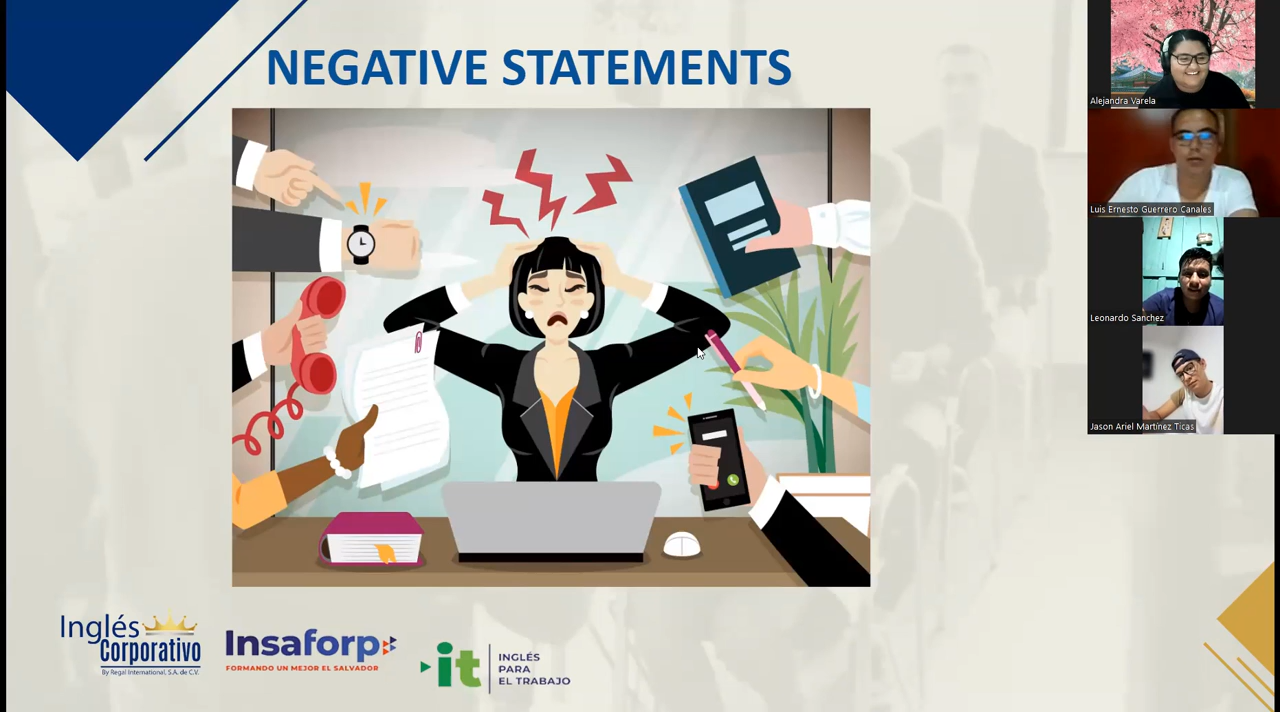 NEGATIVE STATEMENTS
Alejandra Varela
Luis Ernesto Guerrero Canales
Leonardo Sanchez
Jason Ariel Martinez Ticas
Inglés
Corporativo
By Regal International, S.A. de C.V.
Insaforp
FORMANDO UN MEJOR EL SALVADOR
it
INGLÉS
PARA
EL TRABAJO